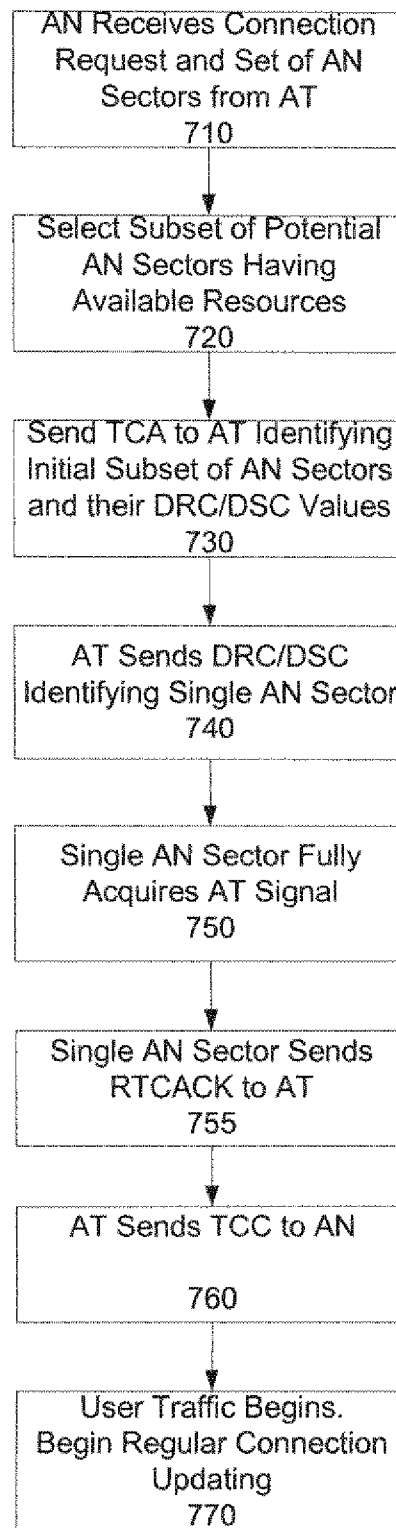 AN Receives Connection
Request and Set of AN
Sectors from AT
710
Select Subset of Potential
AN Sectors Having
Available Resources
720
Send TCA to AT Identifying
Initial Subset of AN Sectors
and their DRC/DSC Values
730
AT Sends DRC/DSC
Identifying Single AN Sector
740
Single AN Sector Fully
Acquires AT Signal
750
Single AN Sector Sends
RTCACK to AT
755
AT Sends TCC to AN
760
User Traffic Begins.
Begin Regular Connection
Updating
770